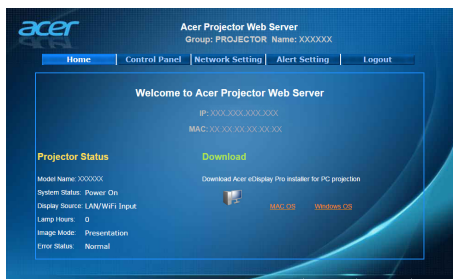 acer
Acer Projector Web Server
Group: PROJECTOR Name: XXXXXX
Home Control Panel Network Setting Alert Setting Logout
Welcome to Acer Projector Web Server
IP: XXX.XXX.XXX.XXX
MAC: XX XX XX XX XX XX
Projector Status
Model Name: XXXXXX
System Status: Power On
Display Source: LAN/WiFi Input
Lamp Hours: 0
Image Mode: Presentation
Error Status: Normal
Download
Download Acer eDisplay Pro installer for PC projection
MAC OS Windows OS